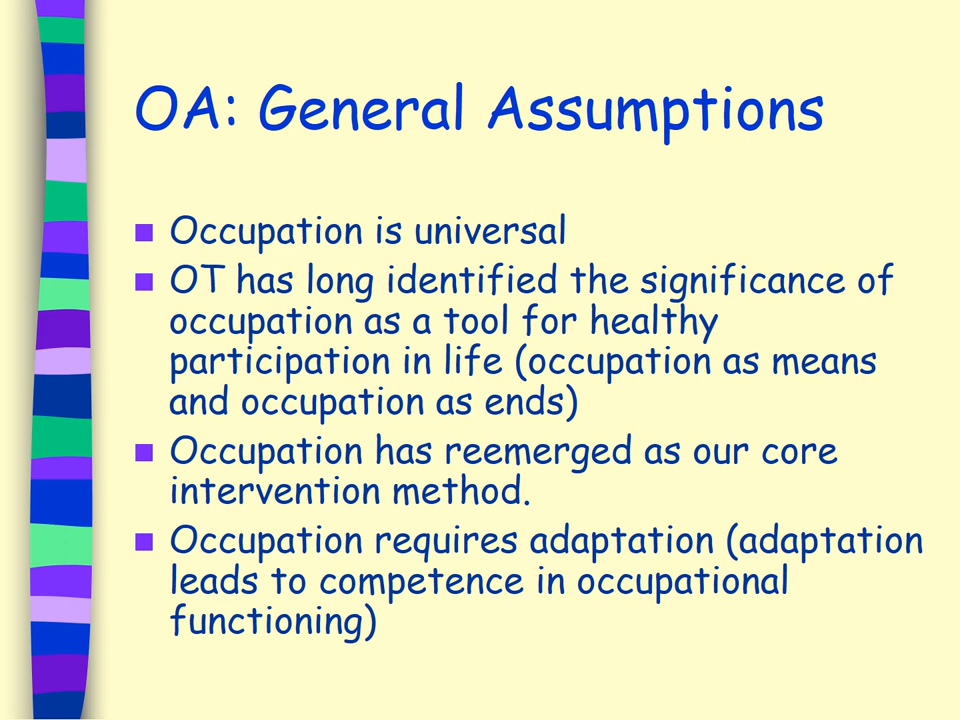 OA: General Assumptions
Occupation is universal
OT has long identified the significance of
occupation as a tool for healthy
participation in life (occupation as means
and occupation as ends)
Occupation has reemerged as our core
intervention method.
Occupation requires adaptation (adaptation
leads to competence in occupational
functioning)